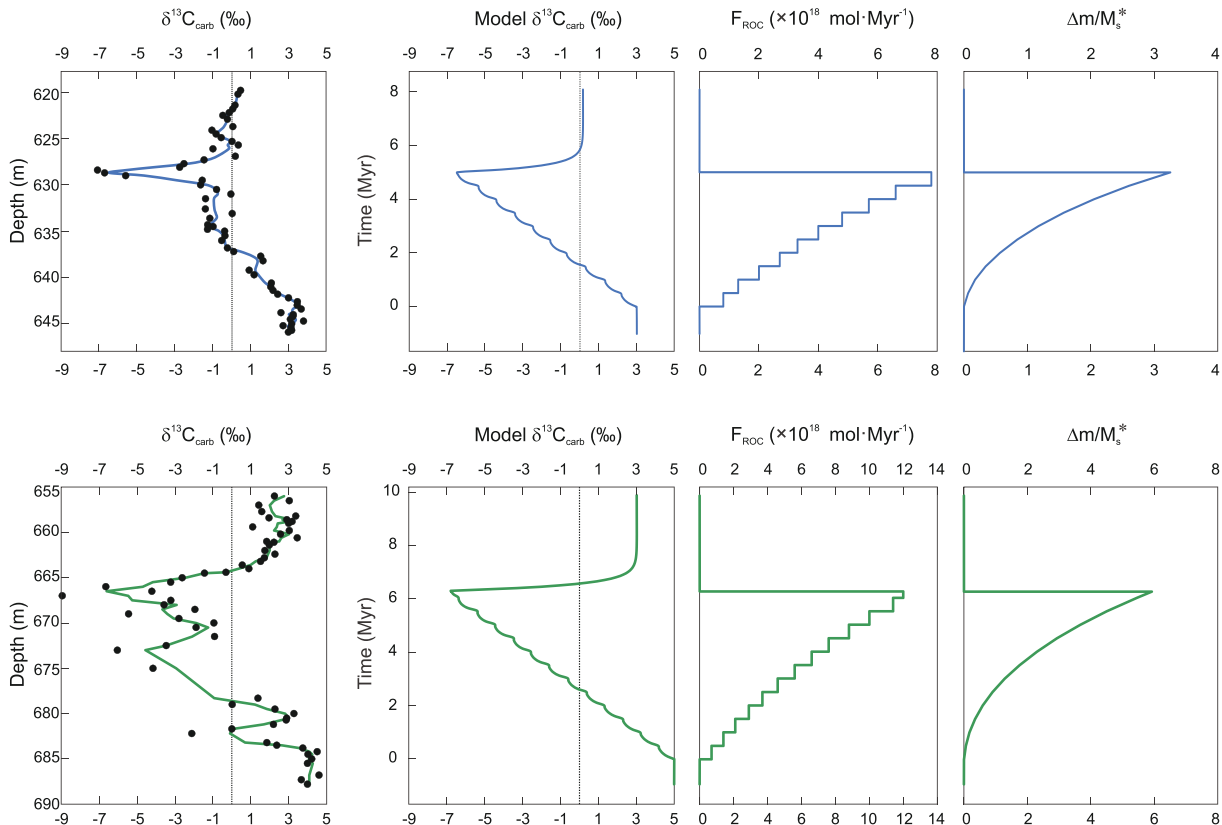 δ¹³C_carb (‰) Model δ¹³C_carb (‰) F_ROC (×10¹⁸ mol·Myr⁻¹) Δm/M_s*
-9 -7 -5 -3 -1 1 3 5 -9 -7 -5 -3 -1 1 3 5 0 2 4 6 8 0 1 2 3 4
620
625
630
635
640
645
Depth (m)
8
6
4
2
0
Time (Myr)
-9 -7 -5 -3 -1 1 3 5 -9 -7 -5 -3 -1 1 3 5 0 2 4 6 8 0 1 2 3 4
δ¹³C_carb (‰) Model δ¹³C_carb (‰) F_ROC (×10¹⁸ mol·Myr⁻¹) Δm/M_s*
-9 -7 -5 -3 -1 1 3 5 -9 -7 -5 -3 -1 1 3 5 0 2 4 6 8 10 12 14 0 2 4 6 8
655
660
665
670
675
680
685
690
Depth (m)
10
8
6
4
2
0
Time (Myr)
-9 -7 -5 -3 -1 1 3 5 -9 -7 -5 -3 -1 1 3 5 0 2 4 6 8 10 12 14 0 2 4 6 8